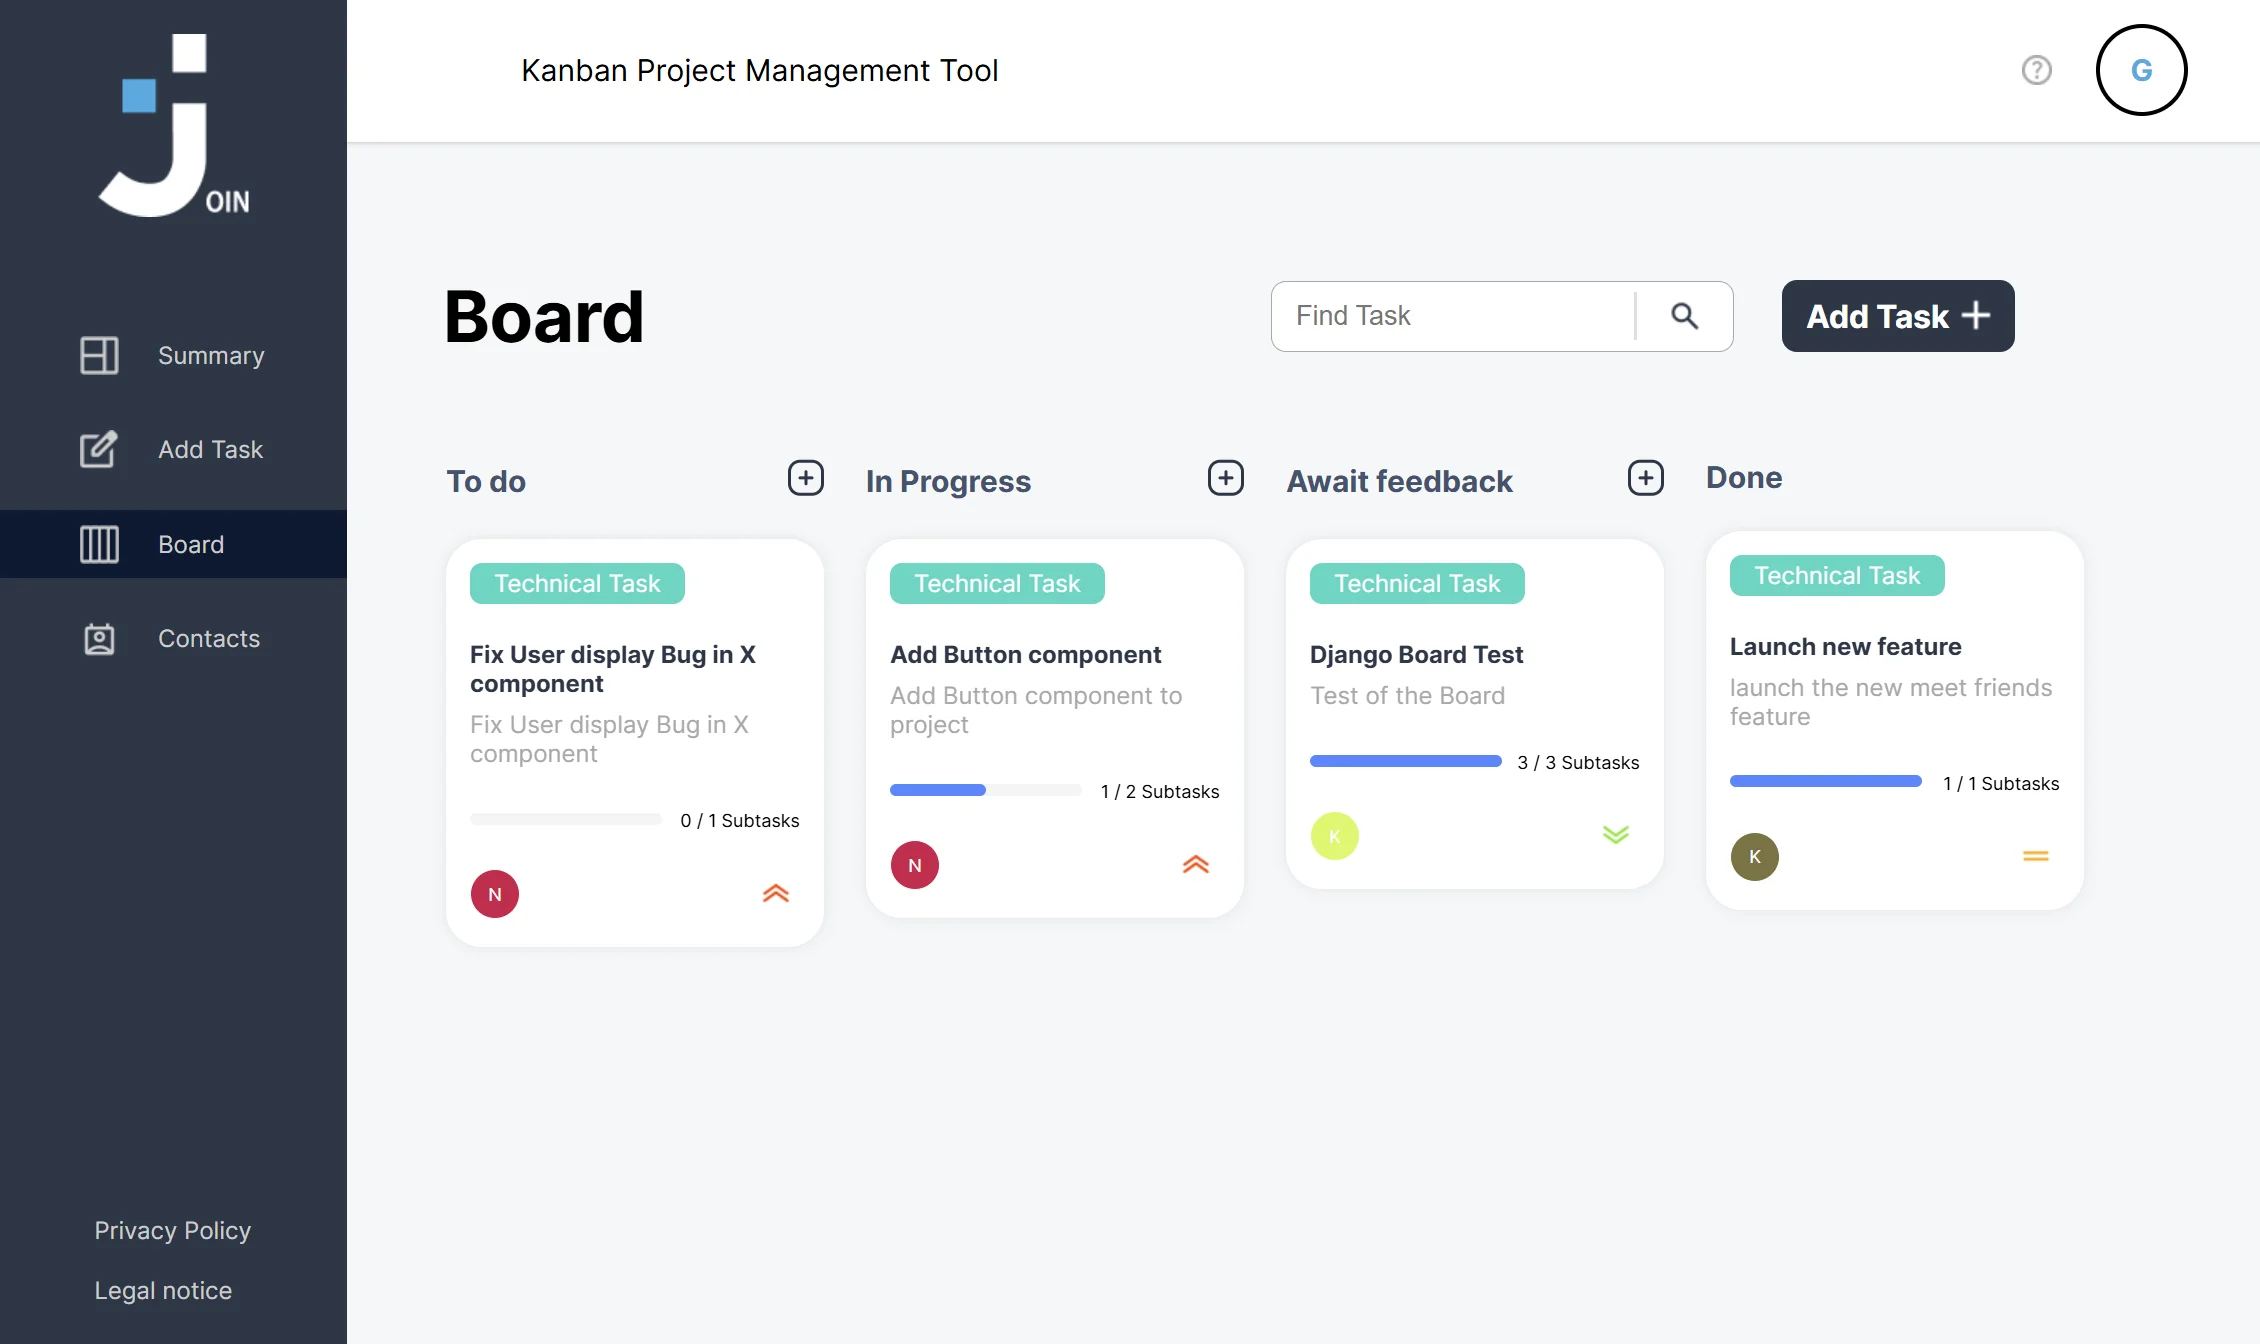 OIN
Summary
Add Task
Board
Contacts
Privacy Policy
Legal notice
Kanban Project Management Tool
?
G
Board
Find Task
Add Task +
To do
Technical Task
Fix User display Bug in X
component
Fix User display Bug in X
component
0 / 1 Subtasks
N
In Progress
Technical Task
Add Button component
Add Button component to
project
1 / 2 Subtasks
N
Await feedback
Technical Task
Django Board Test
Test of the Board
3 / 3 Subtasks
K
Done
Technical Task
Launch new feature
launch the new meet friends
feature
1 / 1 Subtasks
K